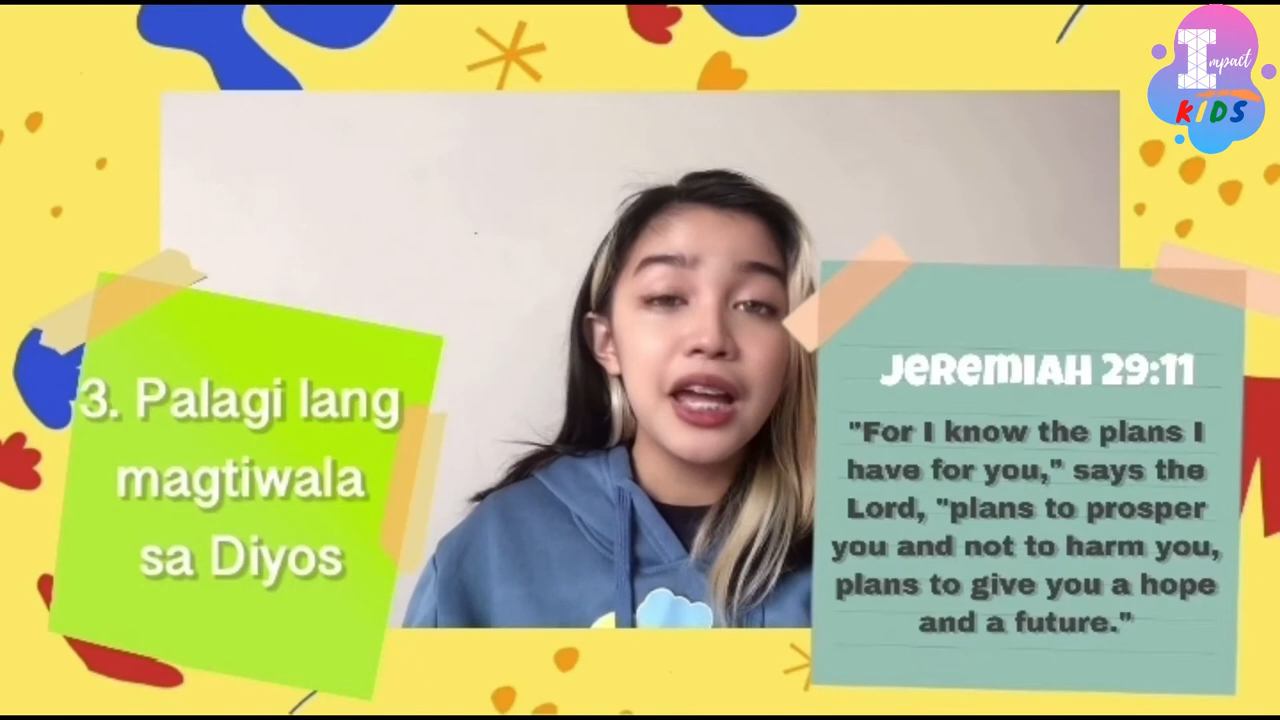 Impact
KIDS
3. Palagi lang
magtiwala
sa Diyos
JEREMIAH 29:11
"For I know the plans I
have for you," says the
Lord, "plans to prosper
you and not to harm you,
plans to give you a hope
and a future."